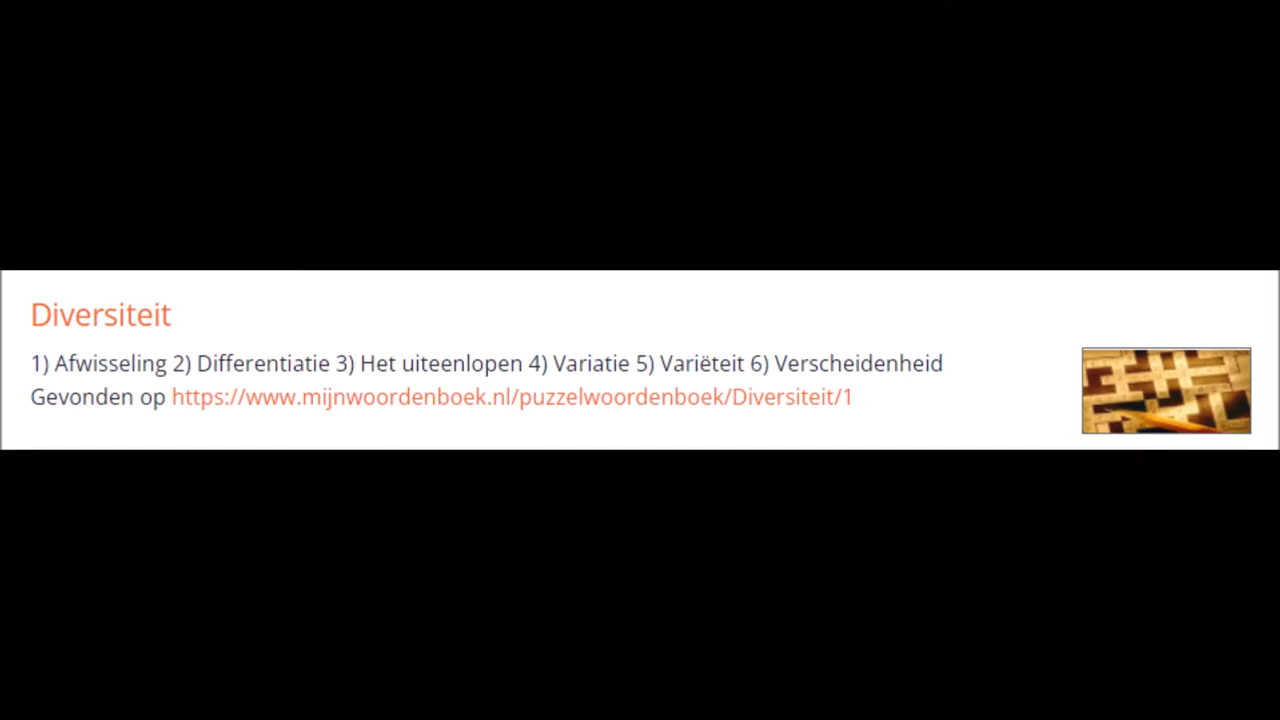 Diversiteit
1) Afwisseling 2) Differentiatie 3) Het uiteenlopen 4) Variatie 5) Variëteit 6) Verscheidenheid
Gevonden op https://www.mijnwoordenboek.nl/puzzelwoordenboek/Diversiteit/1